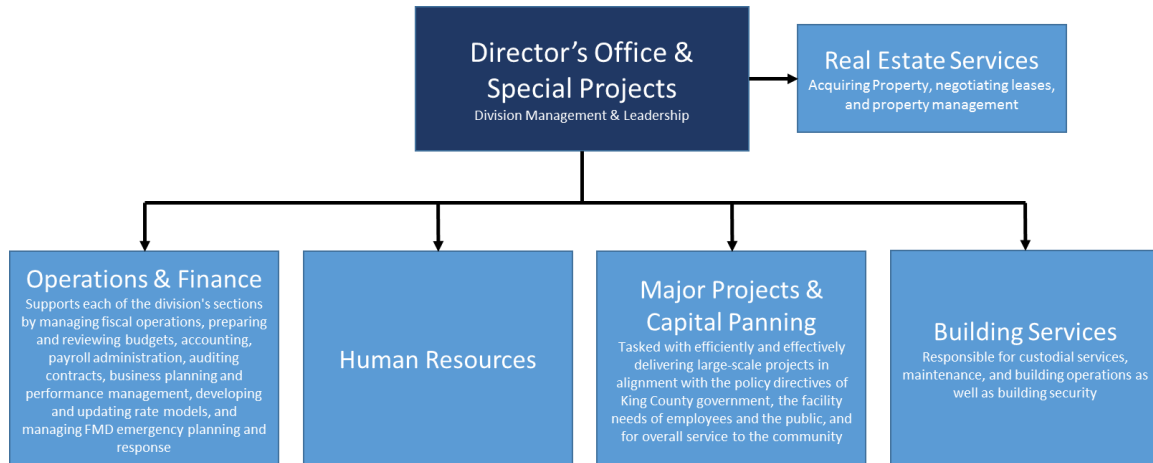 Director's Office &
Special Projects
Division Management & Leadership
Real Estate Services
Acquiring Property, negotiating leases,
and property management
Operations & Finance
Supports each of the division's sections
by managing fiscal operations, preparing
and reviewing budgets, accounting,
payroll administration, auditing
contracts, business planning and
performance management, developing
and updating rate models, and
managing FMD emergency planning and
response
Human Resources
Major Projects &
Capital Panning
Tasked with efficiently and effectively
delivering large-scale projects in
alignment with the policy directives of
King County government, the facility
needs of employees and the public, and
for overall service to the community
Building Services
Responsible for custodial services,
maintenance, and building operations as
well as building security